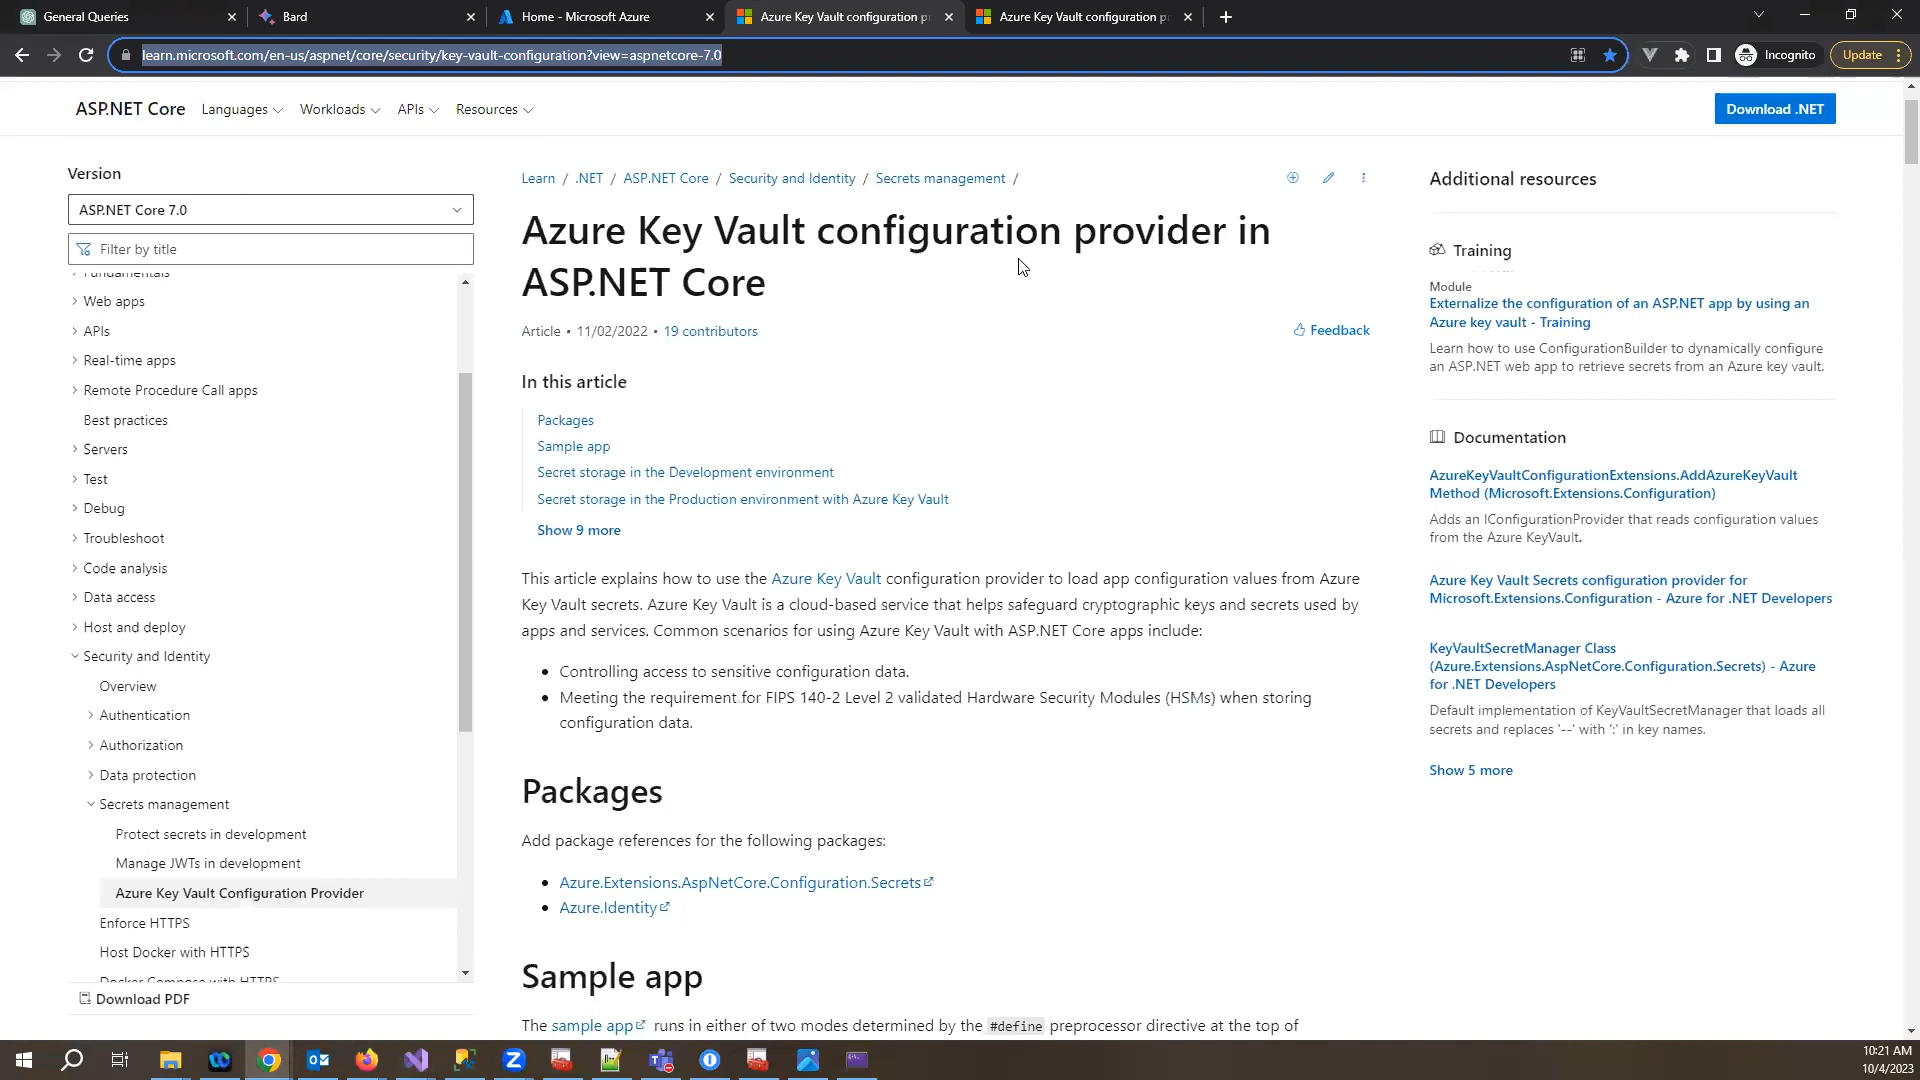 General Queries
Bard
Home - Microsoft Azure
Azure Key Vault configuration p
Azure Key Vault configuration p
learn.microsoft.com/en-us/aspnet/core/security/key-vault-configuration?view=aspnetcore-7.0
Incognito
Update
ASP.NET Core
Languages
Workloads
APIs
Resources
Download .NET
Version
ASP.NET Core 7.0
Filter by title
Fundamentals
Web apps
APIs
Real-time apps
Remote Procedure Call apps
Best practices
Servers
Test
Debug
Troubleshoot
Code analysis
Data access
Host and deploy
Security and Identity
Overview
Authentication
Authorization
Data protection
Secrets management
Protect secrets in development
Manage JWTs in development
Azure Key Vault Configuration Provider
Enforce HTTPS
Host Docker with HTTPS
Docker Compose with HTTPS
Download PDF
Learn / .NET / ASP.NET Core / Security and Identity / Secrets management /
Azure Key Vault configuration provider in
ASP.NET Core
Article • 11/02/2022 • 19 contributors
Feedback
In this article
Packages
Sample app
Secret storage in the Development environment
Secret storage in the Production environment with Azure Key Vault
Show 9 more
This article explains how to use the Azure Key Vault configuration provider to load app configuration values from Azure
Key Vault secrets. Azure Key Vault is a cloud-based service that helps safeguard cryptographic keys and secrets used by
apps and services. Common scenarios for using Azure Key Vault with ASP.NET Core apps include:
• Controlling access to sensitive configuration data.
• Meeting the requirement for FIPS 140-2 Level 2 validated Hardware Security Modules (HSMs) when storing
configuration data.
Packages
Add package references for the following packages:
• Azure.Extensions.AspNetCore.Configuration.Secrets
• Azure.Identity
Sample app
The sample app runs in either of two modes determined by the #define preprocessor directive at the top of
Additional resources
Training
Module
Externalize the configuration of an ASP.NET app by using an
Azure key vault - Training
Learn how to use ConfigurationBuilder to dynamically configure
an ASP.NET web app to retrieve secrets from an Azure key vault.
Documentation
AzureKeyVaultConfigurationExtensions.AddAzureKeyVault
Method (Microsoft.Extensions.Configuration)
Adds an IConfigurationProvider that reads configuration values
from the Azure KeyVault.
Azure Key Vault Secrets configuration provider for
Microsoft.Extensions.Configuration - Azure for .NET Developers
KeyVaultSecretManager Class
(Azure.Extensions.AspNetCore.Configuration.Secrets) - Azure
for .NET Developers
Default implementation of KeyVaultSecretManager that loads all
secrets and replaces '--' with ':' in key names.
Show 5 more
10:21 AM
10/4/2023